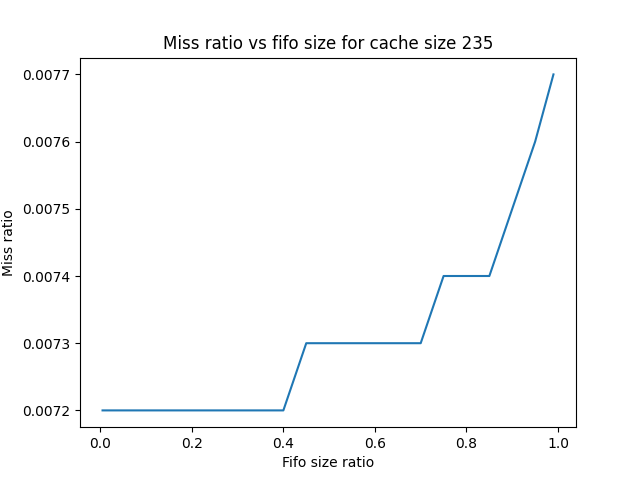 Miss ratio vs fifo size for cache size 235
0.0077
0.0076
0.0075
0.0074
0.0073
0.0072
Miss ratio
0.0 0.2 0.4 0.6 0.8 1.0
Fifo size ratio